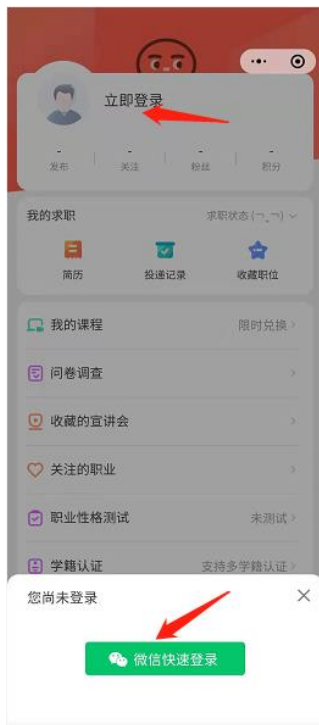 立即登录
- - - -
发布 关注 粉丝 积分
我的求职 求职状态(¬_¬)
简历 投递记录 收藏职位
我的课程 限时兑换
问卷调查
收藏的宣讲会
关注的职业
职业性格测试 未测试
学籍认证 支持多学籍认证
您尚未登录
微信快速登录